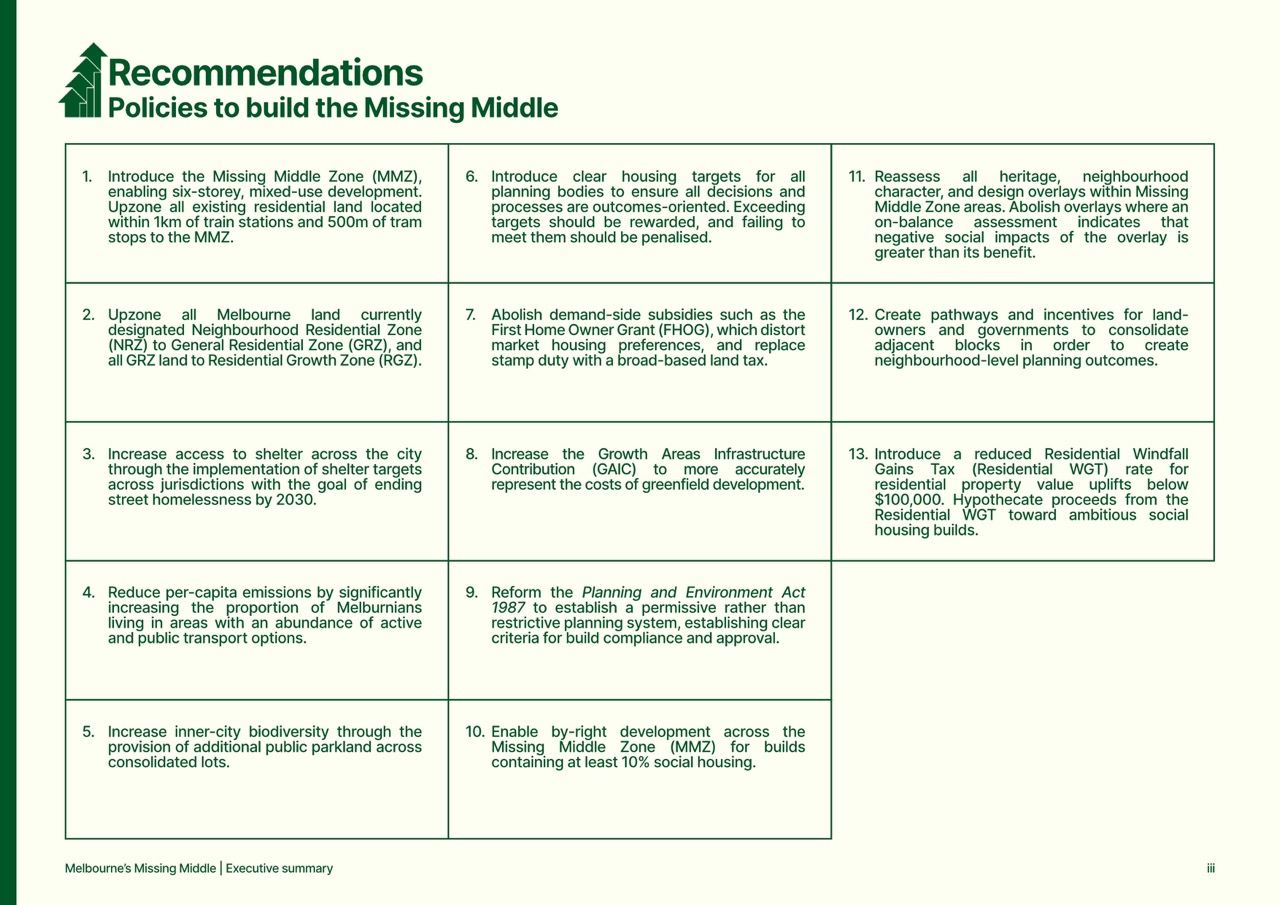 Recommendations
Policies to build the Missing Middle
1. Introduce the Missing Middle Zone (MMZ),
enabling six-storey, mixed-use development.
Upzone all existing residential land located
within 1km of train stations and 500m of tram
stops to the MMZ.
2. Upzone all Melbourne land currently
designated Neighbourhood Residential Zone
(NRZ) to General Residential Zone (GRZ), and
all GRZ land to Residential Growth Zone (RGZ).
3. Increase access to shelter across the city
through the implementation of shelter targets
across jurisdictions with the goal of ending
street homelessness by 2030.
4. Reduce per-capita emissions by significantly
increasing the proportion of Melburnians
living in areas with an abundance of active
and public transport options.
5. Increase inner-city biodiversity through the
provision of additional public parkland across
consolidated lots.
6. Introduce clear housing targets for all
planning bodies to ensure all decisions and
processes are outcomes-oriented. Exceeding
targets should be rewarded, and failing to
meet them should be penalised.
7. Abolish demand-side subsidies such as the
First Home Owner Grant (FHOG), which distort
market housing preferences, and replace
stamp duty with a broad-based land tax.
8. Increase the Growth Areas Infrastructure
Contribution (GAIC) to more accurately
represent the costs of greenfield development.
9. Reform the Planning and Environment Act
1987 to establish a permissive rather than
restrictive planning system, establishing clear
criteria for build compliance and approval.
10. Enable by-right development across the
Missing Middle Zone (MMZ) for builds
containing at least 10% social housing.
11. Reassess all heritage, neighbourhood
character, and design overlays within Missing
Middle Zone areas. Abolish overlays where an
on-balance assessment indicates that
negative social impacts of the overlay is
greater than its benefit.
12. Create pathways and incentives for land-
owners and governments to consolidate
adjacent blocks in order to create
neighbourhood-level planning outcomes.
13. Introduce a reduced Residential Windfall
Gains Tax (Residential WGT) rate for
residential property value uplifts below
$100,000. Hypothecate proceeds from the
Residential WGT toward ambitious social
housing builds.
Melbourne's Missing Middle | Executive summary
iii